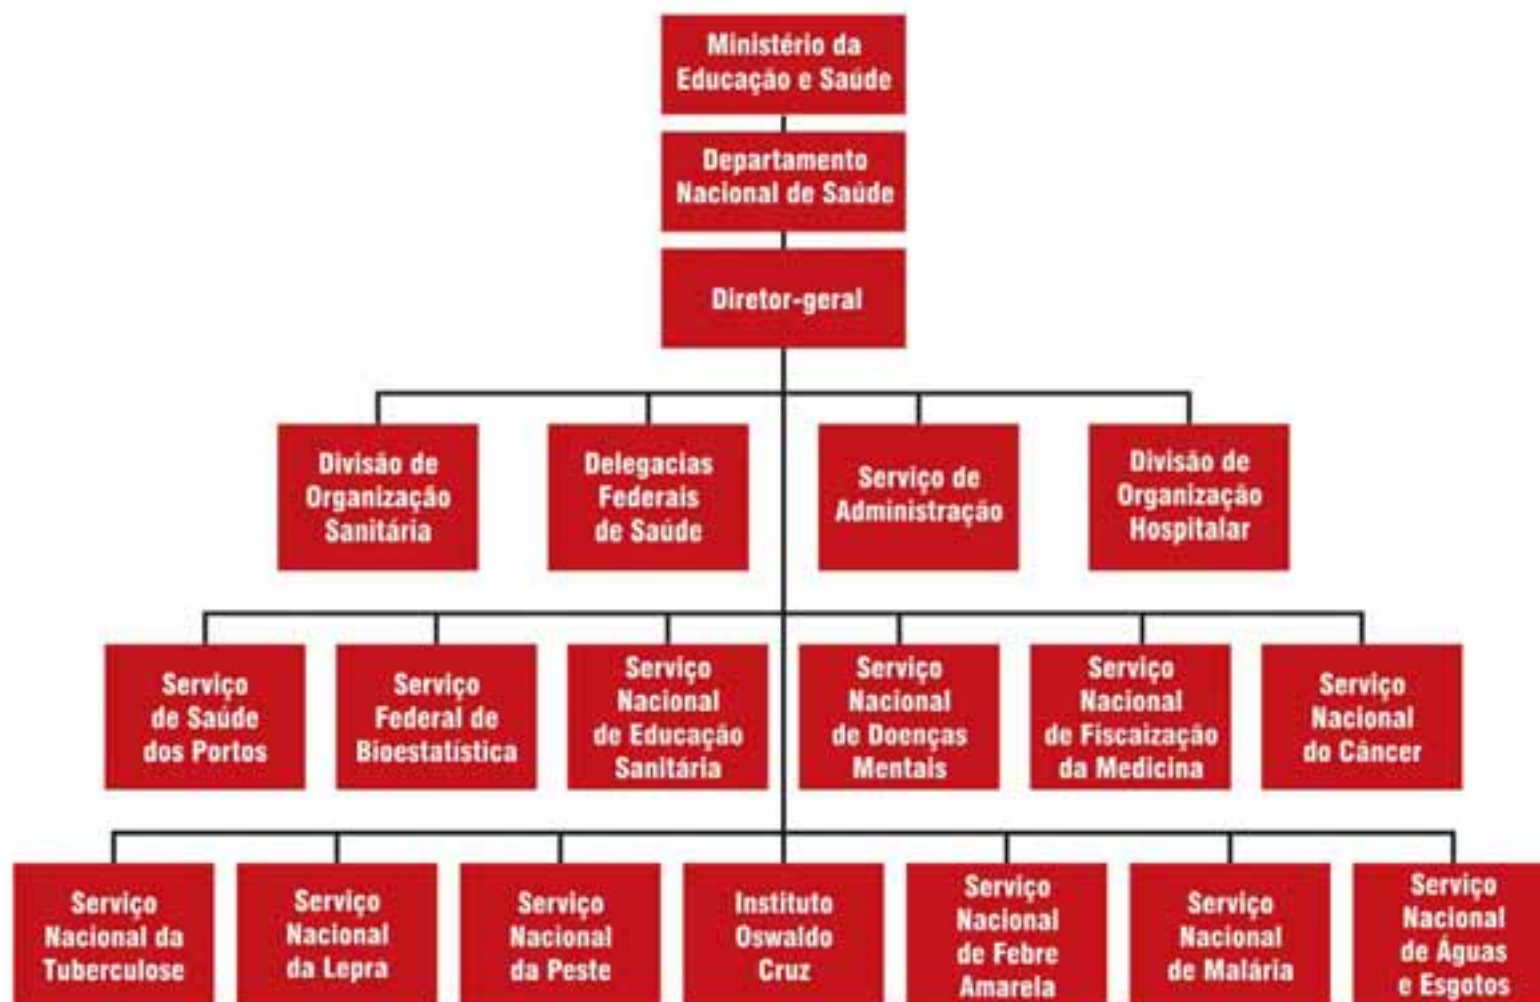 Ministério da
Educação e Saúde
Departamento
Nacional de Saúde
Diretor-geral
Divisão de
Organização
Sanitária
Delegacias
Federais
de Saúde
Serviço de
Administração
Divisão de
Organização
Hospitalar
Serviço
de Saúde
dos Portos
Serviço
Federal de
Bioestatística
Serviço
Nacional
de Educação
Sanitária
Serviço
Nacional
de Doenças
Mentais
Serviço
Nacional
de Fiscaização
da Medicina
Serviço
Nacional
do Câncer
Serviço
Nacional da
Tuberculose
Serviço
Nacional
da Lepra
Serviço
Nacional
da Peste
Instituto
Oswaldo
Cruz
Serviço
Nacional
de Febre
Amarela
Serviço
Nacional
de Malária
Serviço
Nacional
de Águas
e Esgotos